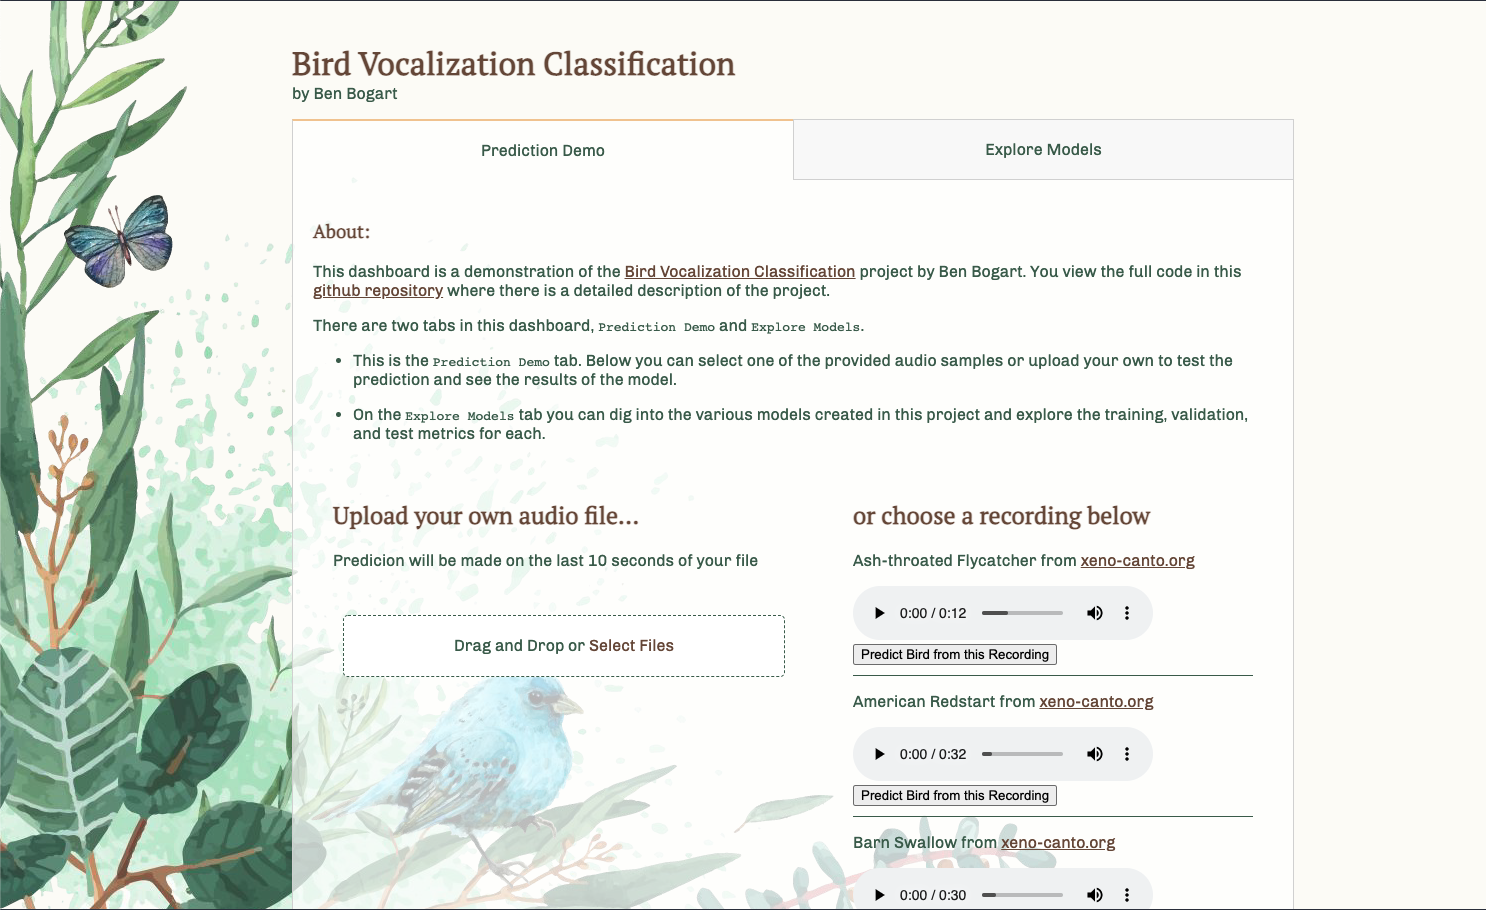 Bird Vocalization Classification
by Ben Bogart
Prediction Demo
Explore Models
About:
This dashboard is a demonstration of the Bird Vocalization Classification project by Ben Bogart. You view the full code in this
github repository where there is a detailed description of the project.
There are two tabs in this dashboard, Prediction Demo and Explore Models.
• This is the Prediction Demo tab. Below you can select one of the provided audio samples or upload your own to test the
prediction and see the results of the model.
• On the Explore Models tab you can dig into the various models created in this project and explore the training, validation,
and test metrics for each.
Upload your own audio file...
Predicion will be made on the last 10 seconds of your file
Drag and Drop or Select Files
or choose a recording below
Ash-throated Flycatcher from xeno-canto.org
0:00 / 0:12
Predict Bird from this Recording
American Redstart from xeno-canto.org
0:00 / 0:32
Predict Bird from this Recording
Barn Swallow from xeno-canto.org
0:00 / 0:30